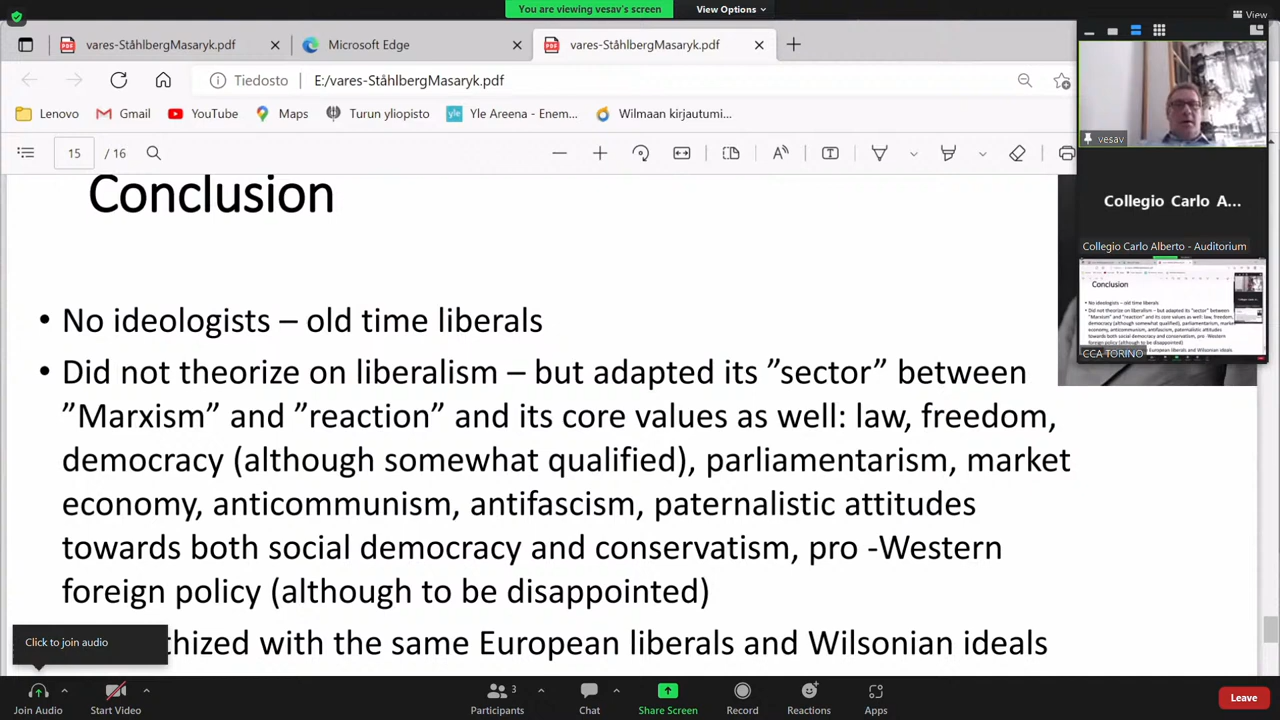 You are viewing vesav's screen
View Options
View
vares-StåhlbergMasaryk.pdf
Microsoft Edge
vares-StåhlbergMasaryk.pdf
Tiedosto
E:/vares-StåhlbergMasaryk.pdf
Lenovo
Gmail
YouTube
Maps
Turun yliopisto
Yle Areena - Enem...
Wilmaan kirjautumi...
15 / 16
vesav
Collegio Carlo A...
Collegio Carlo Alberto - Auditorium
CCA TORINO
Conclusion
• No ideologists – old time liberals
• Did not theorize on liberalism – but adapted its ”sector” between
”Marxism” and ”reaction” and its core values as well: law, freedom,
democracy (although somewhat qualified), parliamentarism, market
economy, anticommunism, antifascism, paternalistic attitudes
towards both social democracy and conservatism, pro -Western
foreign policy (although to be disappointed)
with the same European liberals and Wilsonian ideals
Click to join audio
Join Audio
Start Video
Participants
3
Chat
Share Screen
Record
Reactions
Apps
Leave